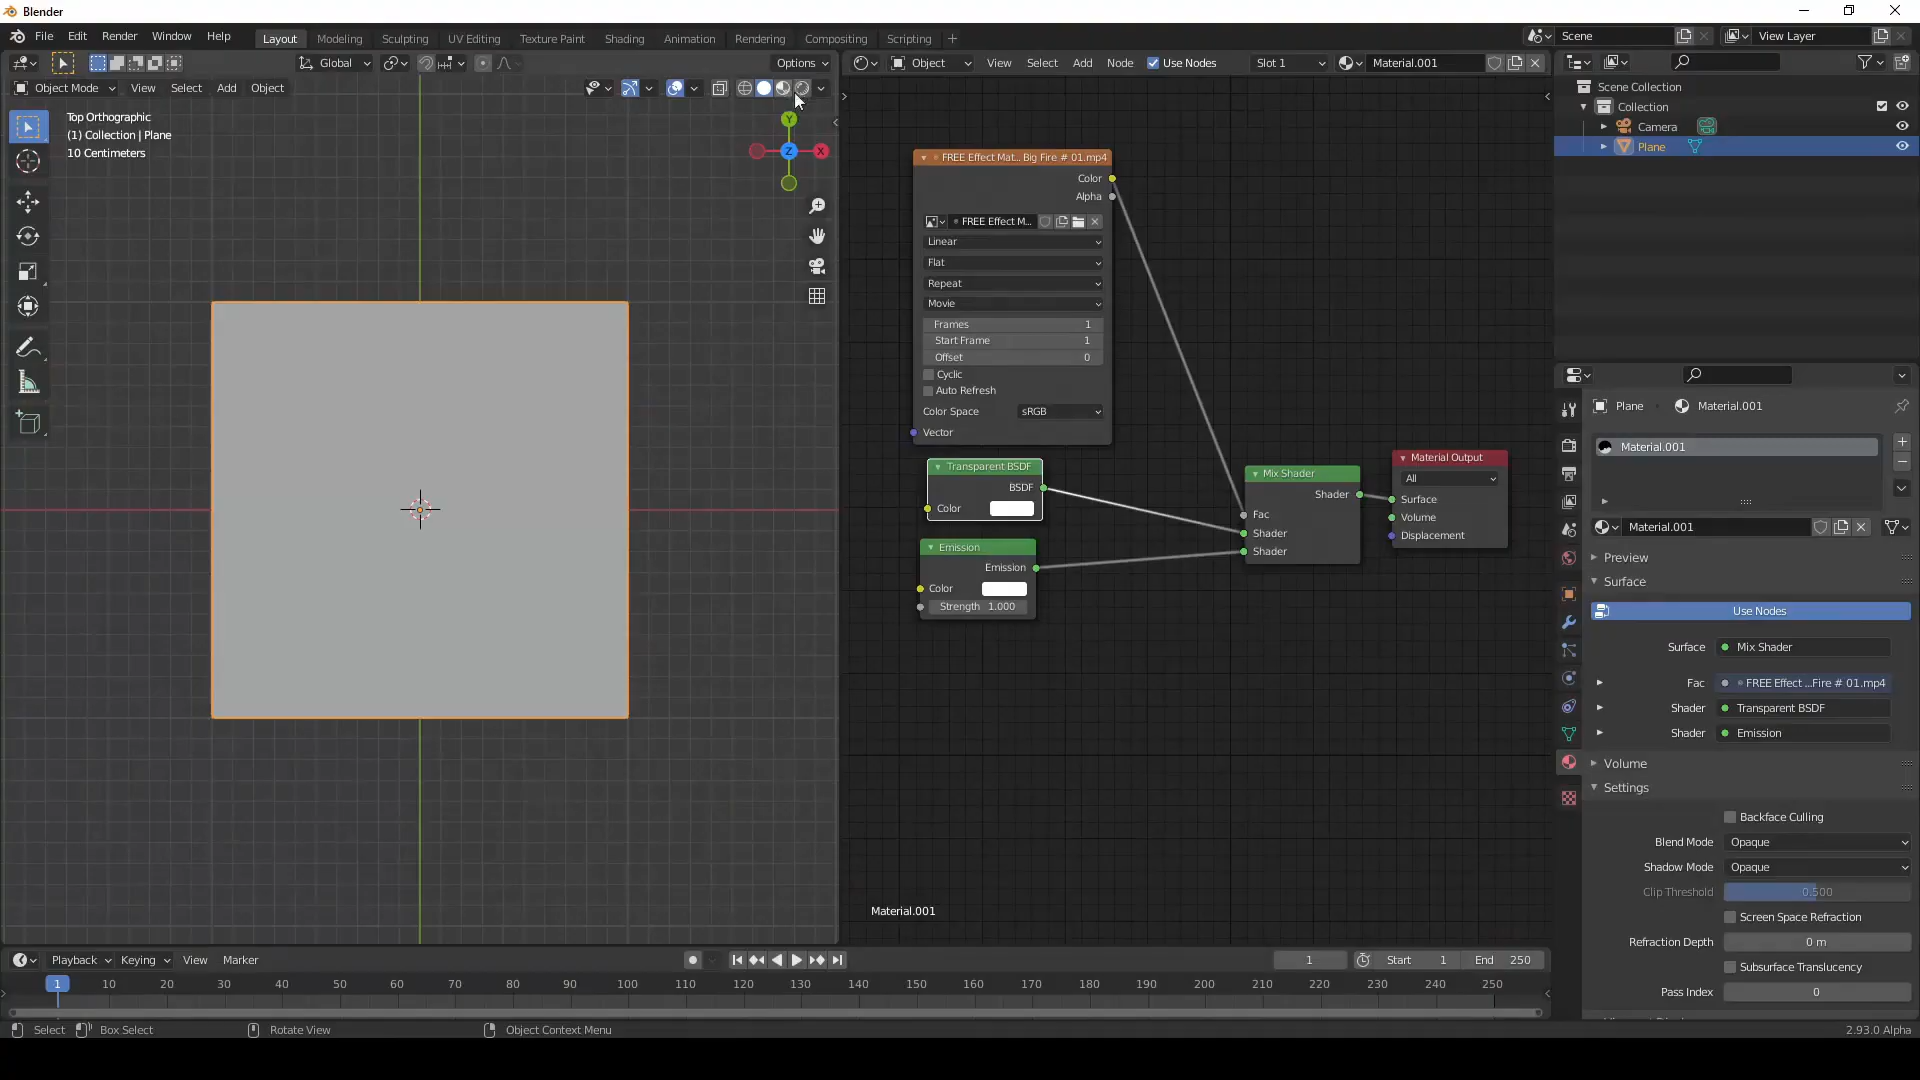 Blender
File Edit Render Window Help
Layout Modeling Sculpting UV Editing Texture Paint Shading Animation Rendering Compositing Scripting
Scene
View Layer
Global
Options
Object
View Select Add Node
Use Nodes
Slot 1
Material.001
Object Mode View Select Add Object
Top Orthographic
(1) Collection | Plane
10 Centimeters
Y
Z
X
FREE Effect Mat... Big Fire # 01.mp4
Color
Alpha
FREE Effect M...
Linear
Flat
Repeat
Movie
Frames 1
Start Frame 1
Offset 0
Cyclic
Auto Refresh
Color Space sRGB
Vector
Transparent BSDF
BSDF
Color
Emission
Emission
Color
Strength 1.000
Mix Shader
Shader
Fac
Shader
Shader
Material Output
All
Surface
Volume
Displacement
Material.001
Scene Collection
Collection
Camera
Plane
Plane Material.001
Material.001
Material.001
Preview
Surface
Use Nodes
Surface Mix Shader
Fac FREE Effect ...Fire # 01.mp4
Shader Transparent BSDF
Shader Emission
Volume
Settings
Backface Culling
Blend Mode Opaque
Shadow Mode Opaque
Clip Threshold 0.500
Screen Space Refraction
Refraction Depth 0 m
Subsurface Translucency
Pass Index 0
Playback Keying View Marker
1
Start 1
End 250
1 10 20 30 40 50 60 70 80 90 100 110 120 130 140 150 160 170 180 190 200 210 220 230 240 250
Select Box Select Rotate View Object Context Menu
2.93.0 Alpha